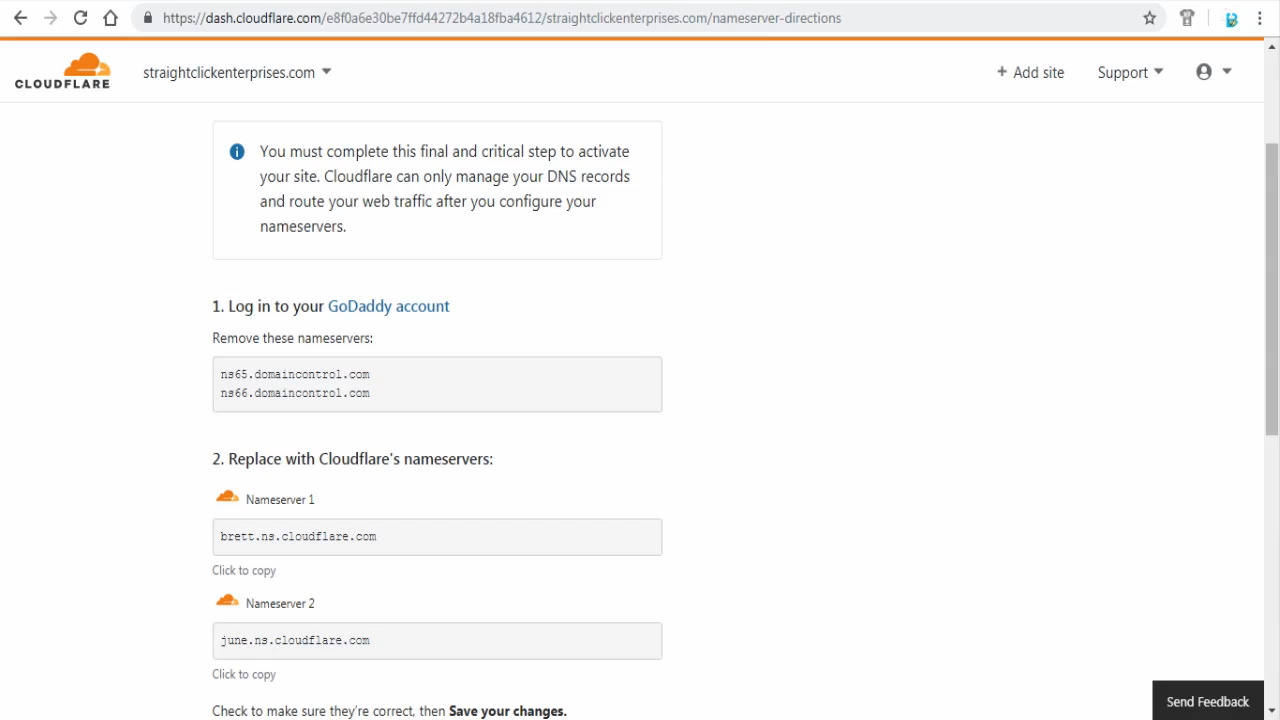 https://dash.cloudflare.com/e8f0a6e30be7ffd44272b4a18fba4612/straightclickenterprises.com/nameserver-directions
CLOUDFLARE
straightclickenterprises.com
+ Add site
Support
You must complete this final and critical step to activate
your site. Cloudflare can only manage your DNS records
and route your web traffic after you configure your
nameservers.
1. Log in to your GoDaddy account
Remove these nameservers:
ns65.domaincontrol.com
ns66.domaincontrol.com
2. Replace with Cloudflare's nameservers:
Nameserver 1
brett.ns.cloudflare.com
Click to copy
Nameserver 2
june.ns.cloudflare.com
Click to copy
Check to make sure they’re correct, then Save your changes.
Send Feedback